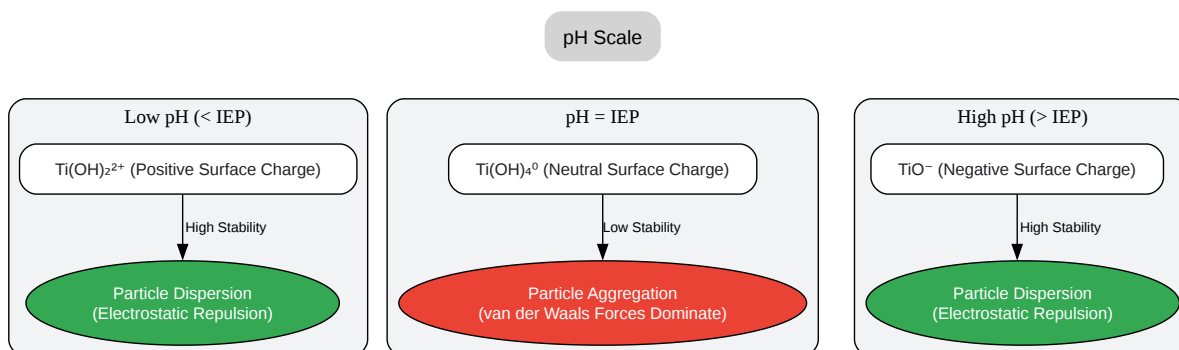 pH Scale
Low pH (< IEP)
Ti(OH)₂²⁺ (Positive Surface Charge)
High Stability
Particle Dispersion
(Electrostatic Repulsion)
pH = IEP
Ti(OH)₄⁰ (Neutral Surface Charge)
Low Stability
Particle Aggregation
(van der Waals Forces Dominate)
High pH (> IEP)
TiO⁻ (Negative Surface Charge)
High Stability
Particle Dispersion
(Electrostatic Repulsion)